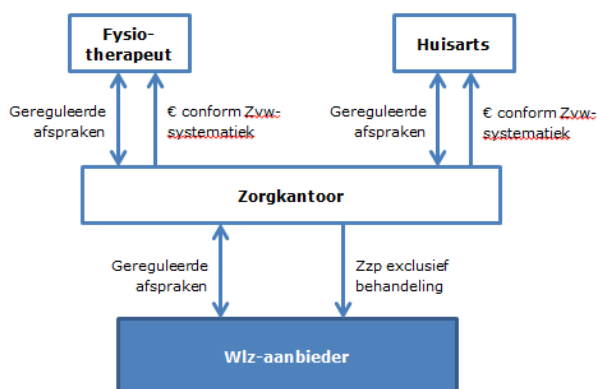 Fysio-
therapeut
Huisarts
Gereguleerde
afspraken
€ conform Zvw-
systematiek
Gereguleerde
afspraken
€ conform Zvw-
systematiek
Zorgkantoor
Gereguleerde
afspraken
Zzp exclusief
behandeling
Wlz-aanbieder